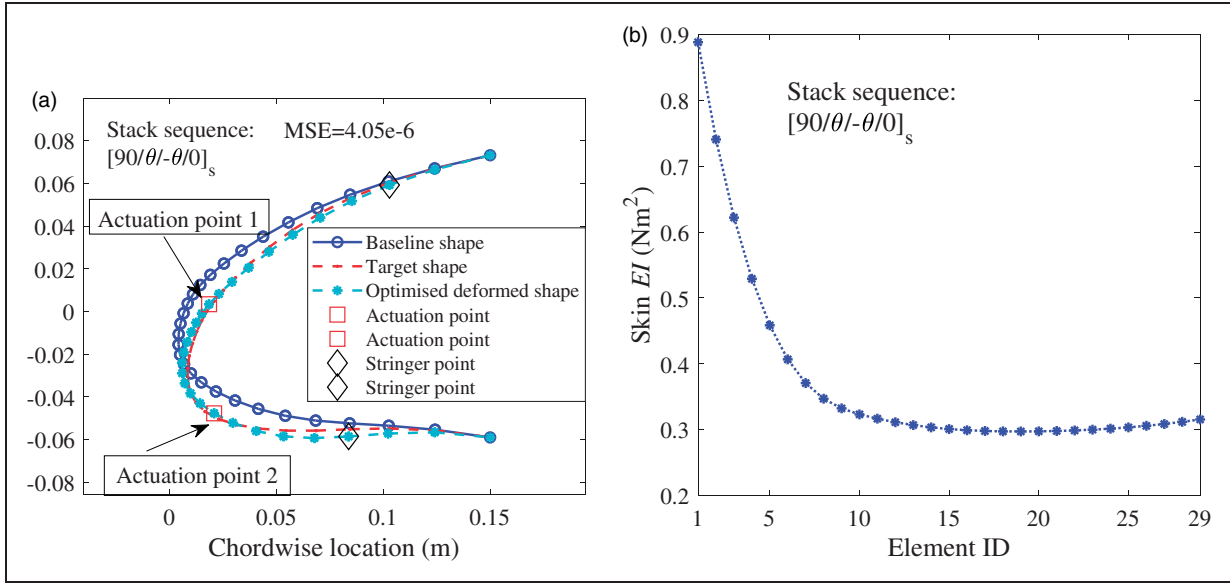 (a)
Stack sequence:
[90/θ/-θ/0]s
MSE=4.05e-6
Actuation point 1
Baseline shape
Target shape
Optimised deformed shape
Actuation point
Actuation point
Stringer point
Stringer point
Actuation point 2
0.08
0.06
0.04
0.02
0
-0.02
-0.04
-0.06
-0.08
0
0.05
0.1
0.15
Chordwise location (m)
(b)
Stack sequence:
[90/θ/-θ/0]s
Skin EI (Nm²)
0.9
0.8
0.7
0.6
0.5
0.4
0.3
0.2
1
5
10
15
20
25
29
Element ID